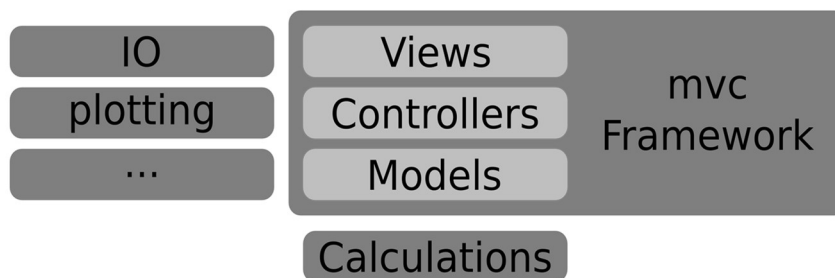 IO
plotting
...
Views
Controllers
Models
mvc
Framework
Calculations